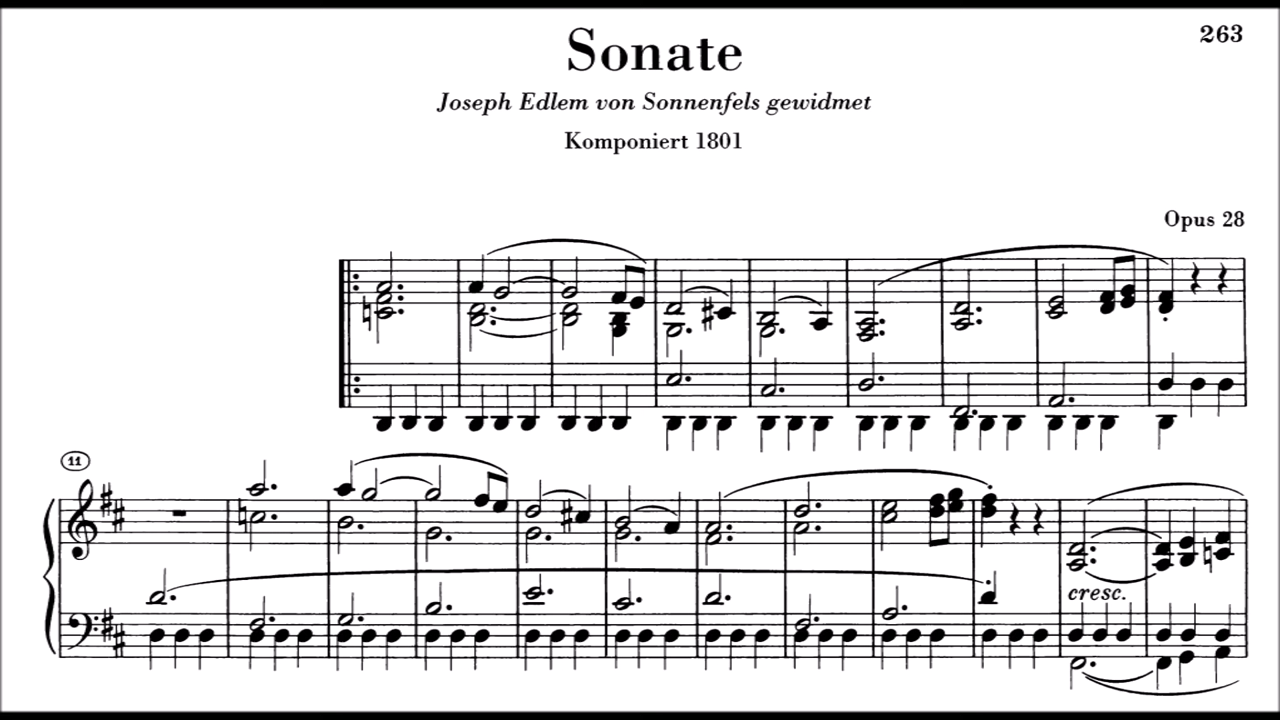 263
Sonate
Joseph Edlem von Sonnenfels gewidmet
Komponiert 1801
Opus 28
11
cresc.